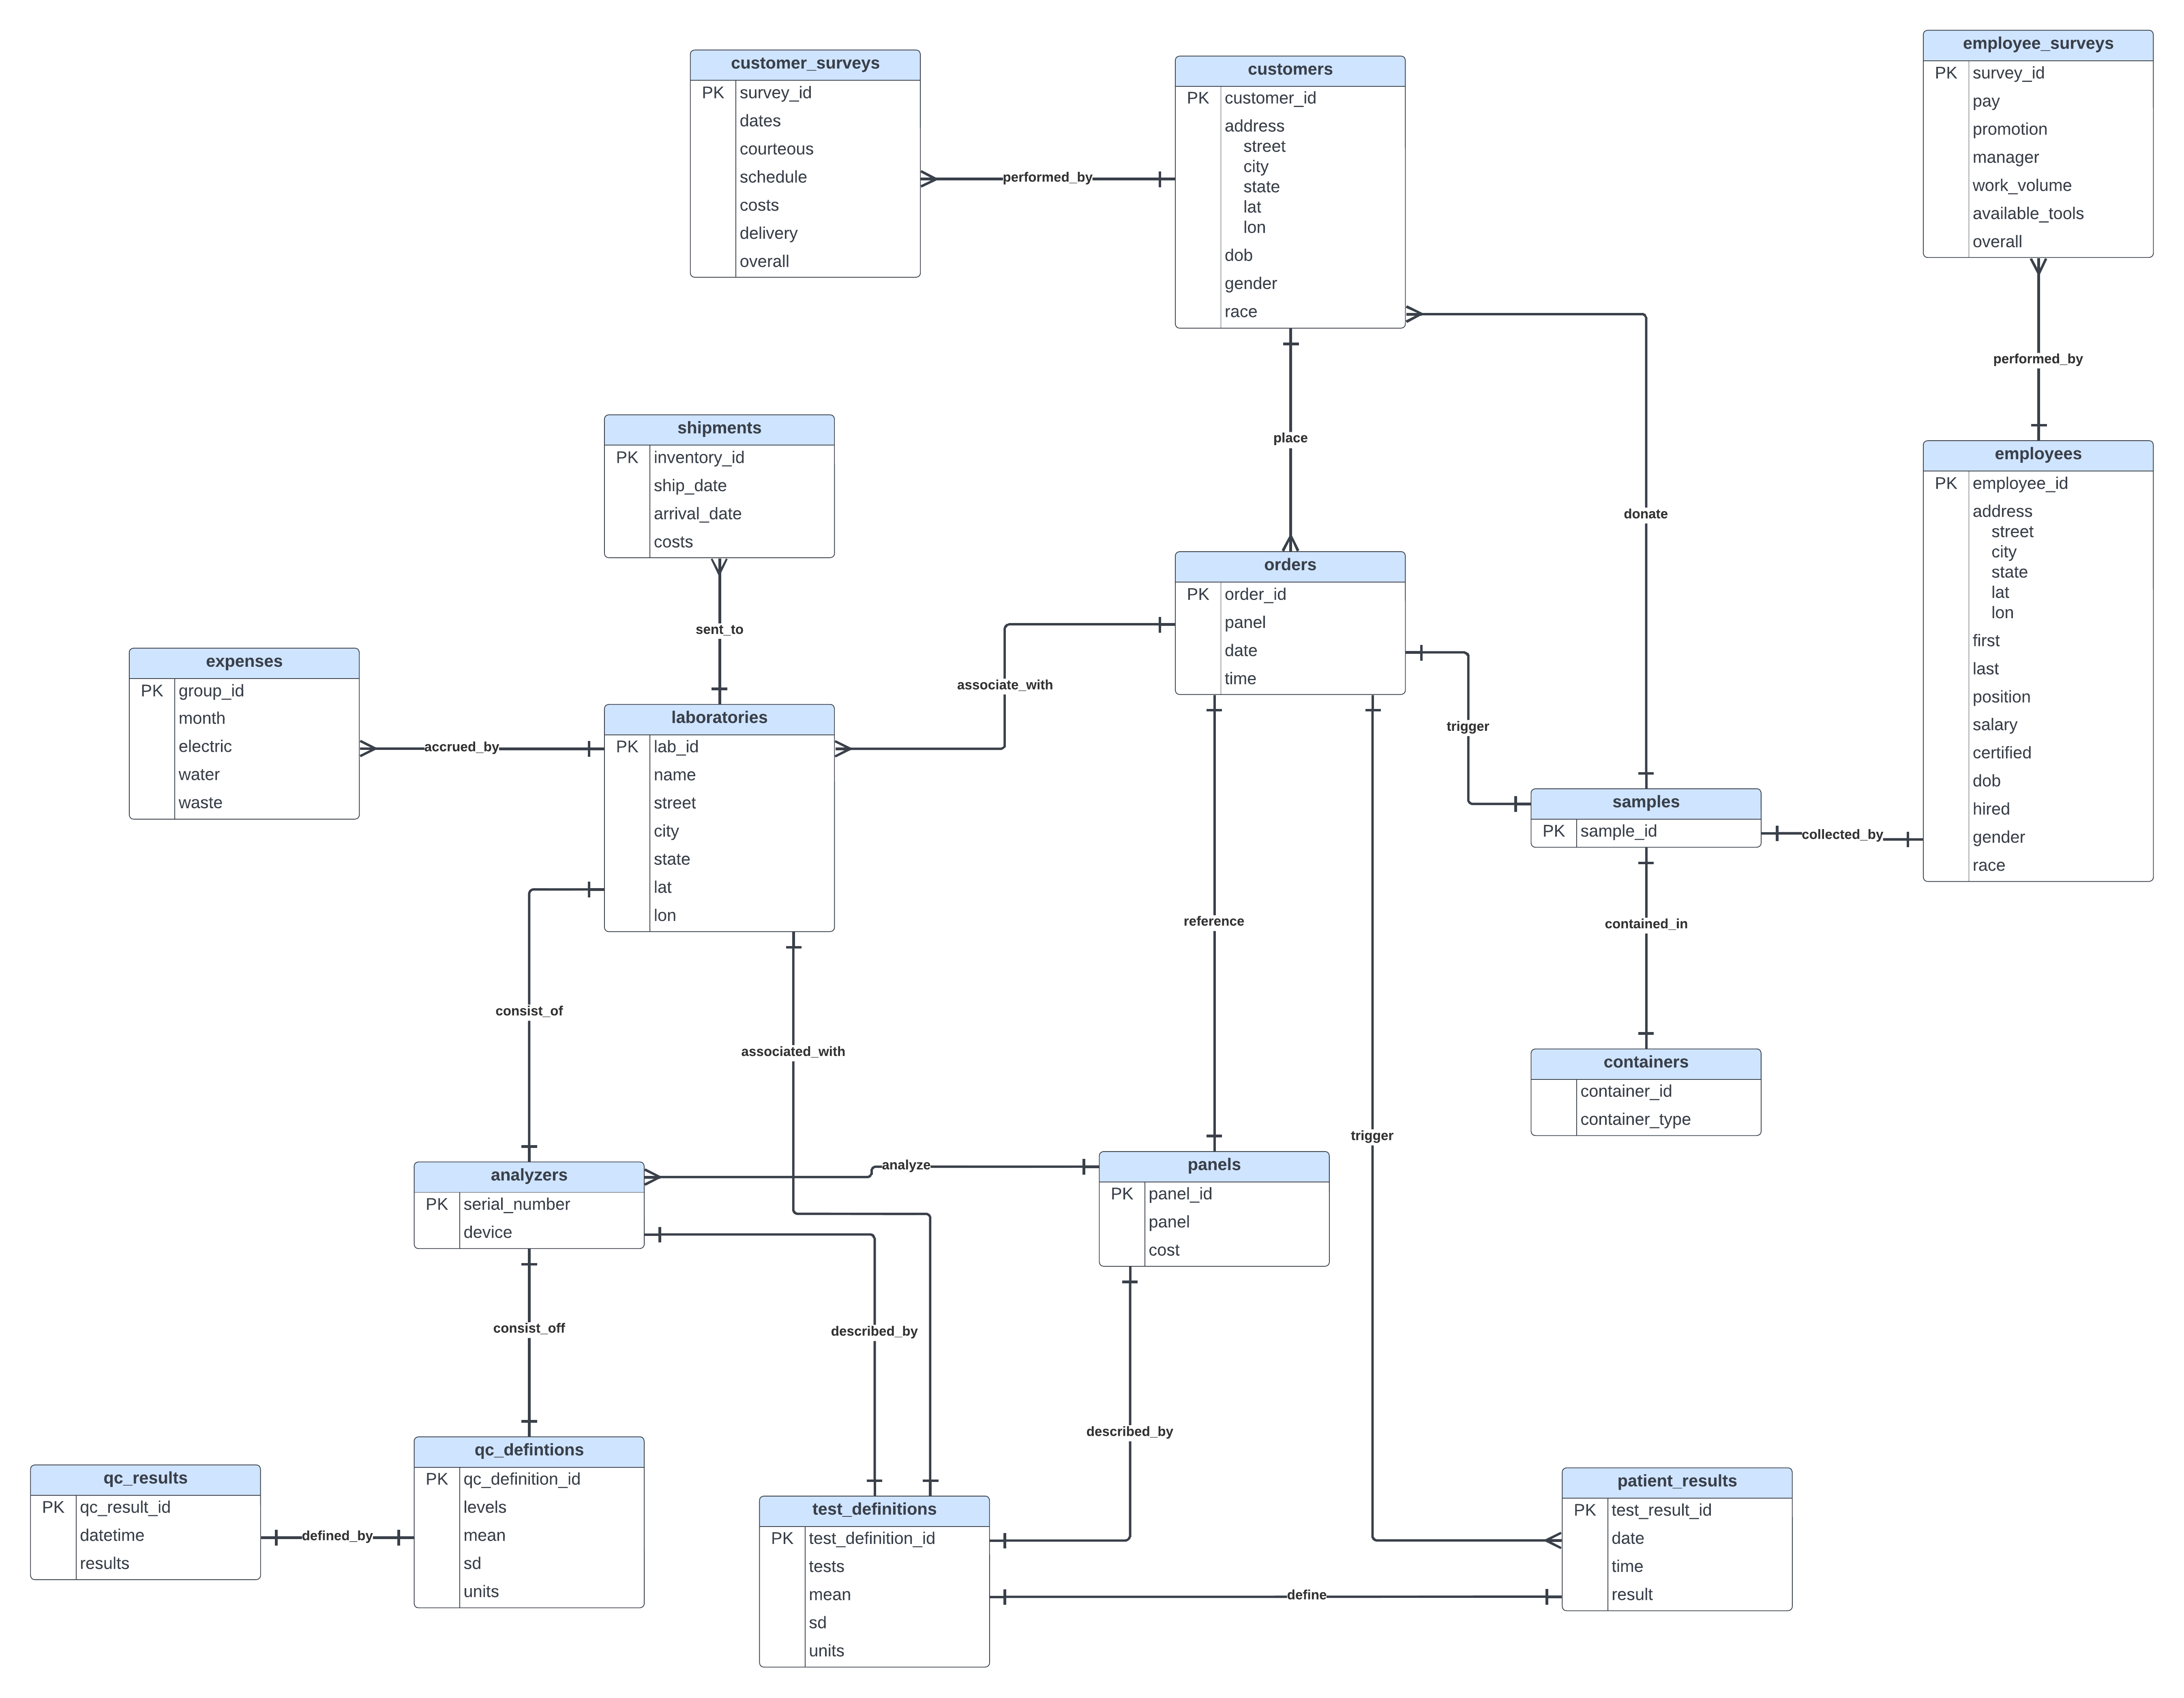 customer_surveys
PK survey_id
dates
courteous
schedule
costs
delivery
overall
performed_by
customers
PK customer_id
address
street
city
state
lat
lon
dob
gender
race
employee_surveys
PK survey_id
pay
promotion
manager
work_volume
available_tools
overall
performed_by
place
donate
shipments
PK inventory_id
ship_date
arrival_date
costs
sent_to
employees
PK employee_id
address
street
city
state
lat
lon
first
last
position
salary
certified
dob
hired
gender
race
orders
PK order_id
panel
date
time
associate_with
trigger
expenses
PK group_id
month
electric
water
waste
accrued_by
laboratories
PK lab_id
name
street
city
state
lat
lon
samples
PK sample_id
collected_by
reference
contained_in
consist_of
associated_with
containers
container_id
container_type
trigger
analyzers
PK serial_number
device
analyze
panels
PK panel_id
panel
cost
consist_off
described_by
described_by
qc_results
PK qc_result_id
datetime
results
defined_by
qc_defintions
PK qc_definition_id
levels
mean
sd
units
test_definitions
PK test_definition_id
tests
mean
sd
units
define
patient_results
PK test_result_id
date
time
result